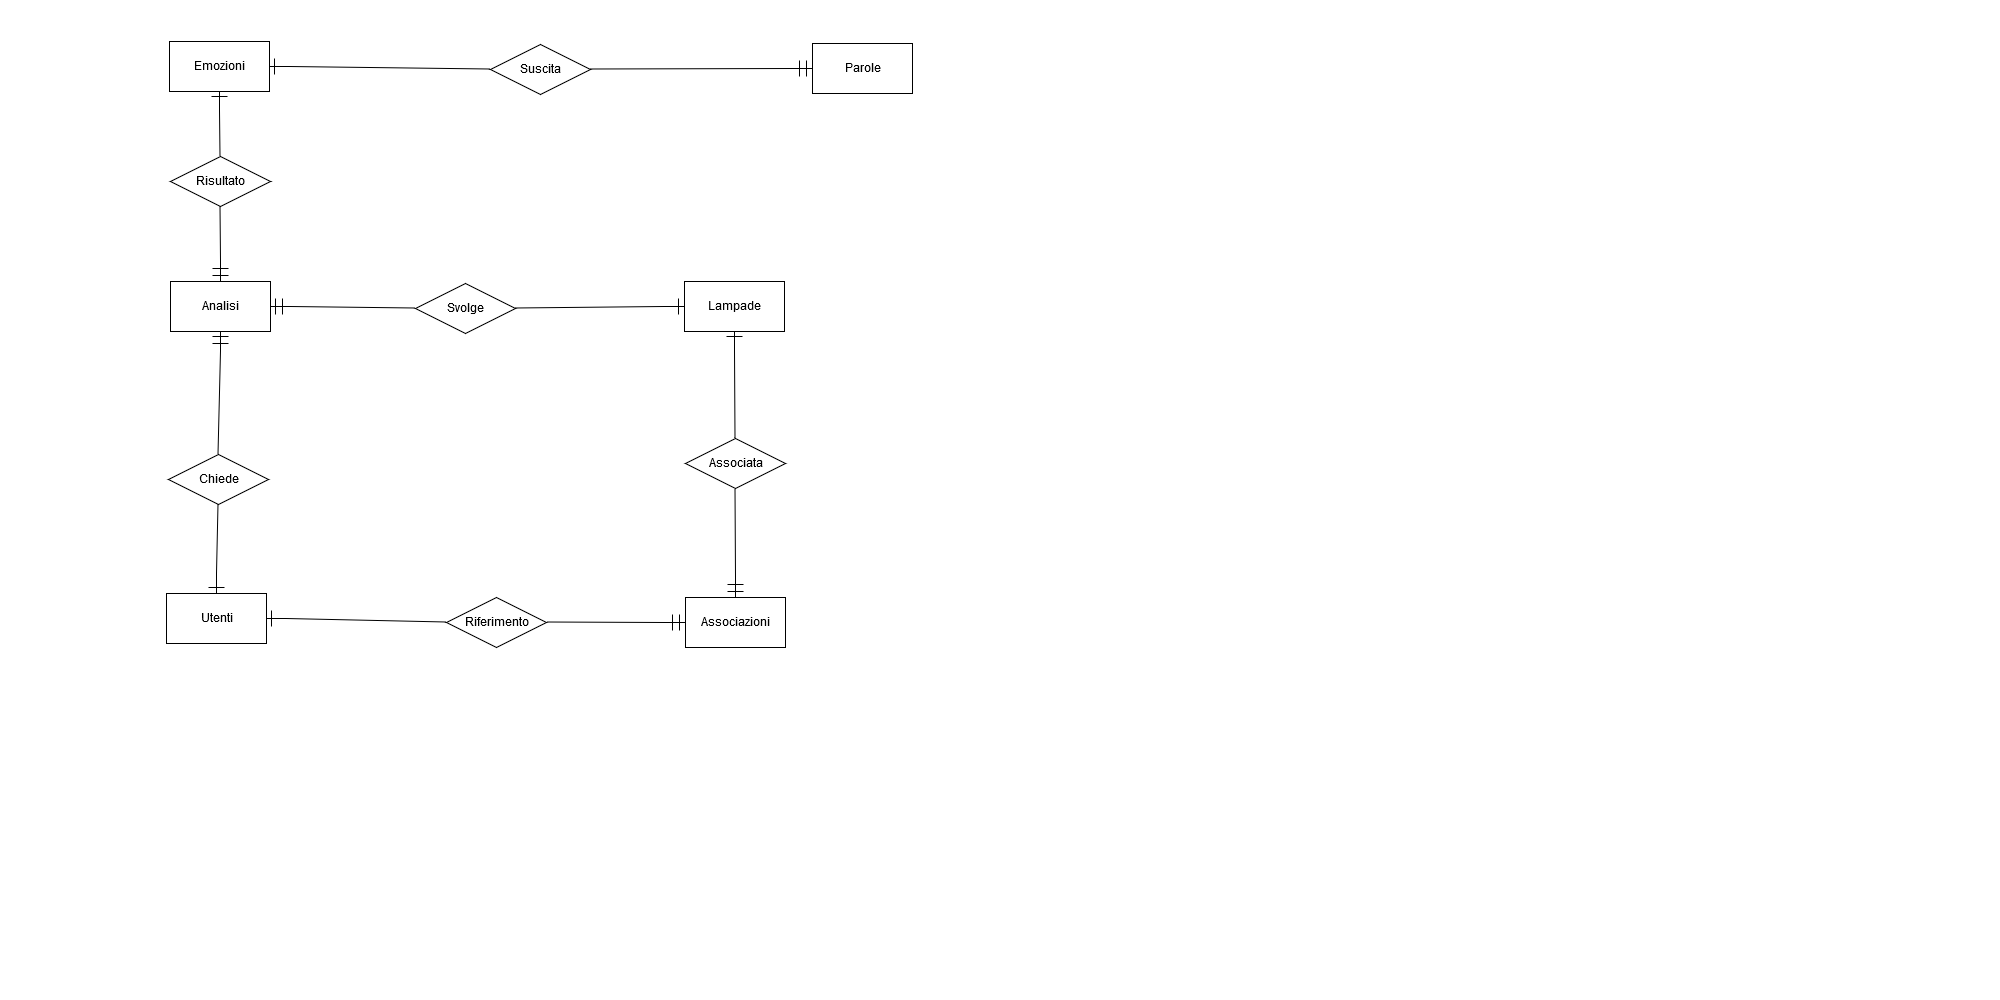 Emozioni
Suscita
Parole
Risultato
Analisi
Svolge
Lampade
Associata
Chiede
Utenti
Riferimento
Associazioni